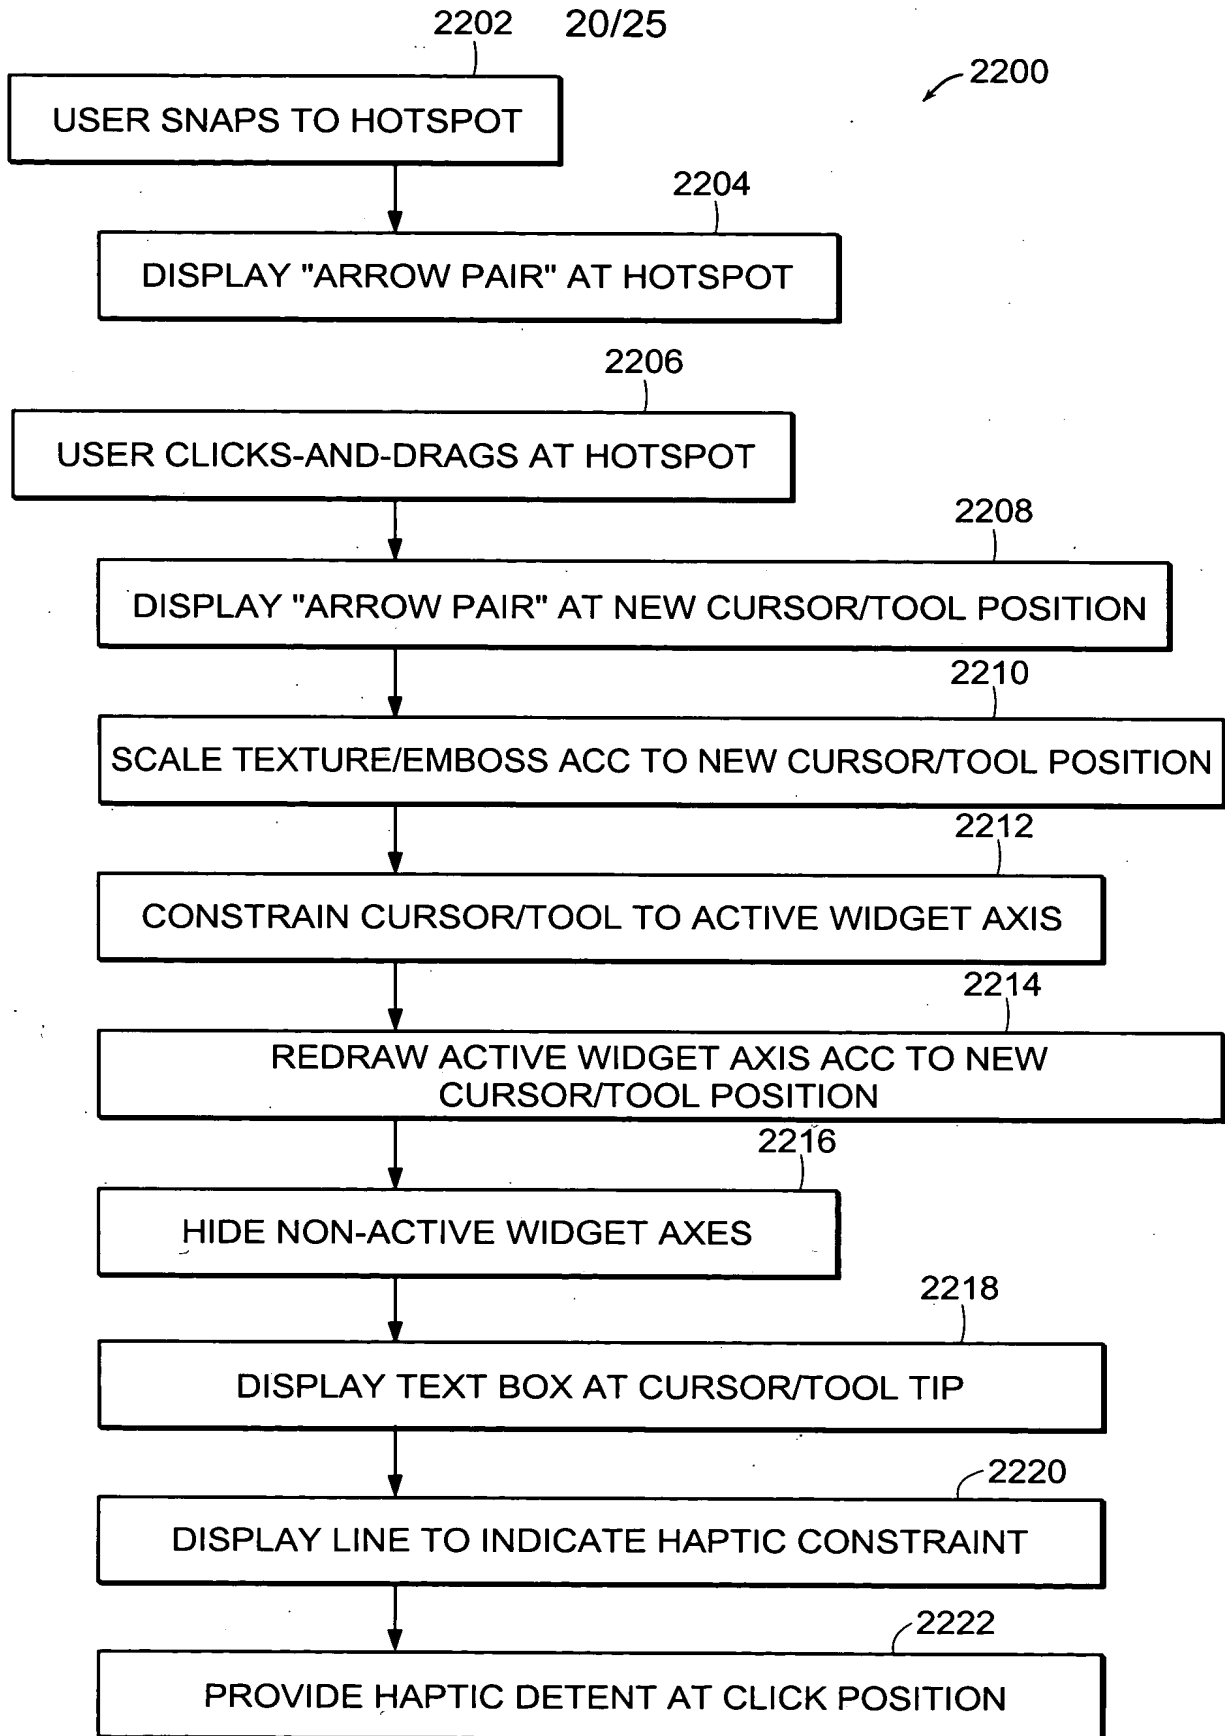 20/25
2200
2202
USER SNAPS TO HOTSPOT
2204
DISPLAY "ARROW PAIR" AT HOTSPOT
2206
USER CLICKS-AND-DRAGS AT HOTSPOT
2208
DISPLAY "ARROW PAIR" AT NEW CURSOR/TOOL POSITION
2210
SCALE TEXTURE/EMBOSS ACC TO NEW CURSOR/TOOL POSITION
2212
CONSTRAIN CURSOR/TOOL TO ACTIVE WIDGET AXIS
2214
REDRAW ACTIVE WIDGET AXIS ACC TO NEW
CURSOR/TOOL POSITION
2216
HIDE NON-ACTIVE WIDGET AXES
2218
DISPLAY TEXT BOX AT CURSOR/TOOL TIP
2220
DISPLAY LINE TO INDICATE HAPTIC CONSTRAINT
2222
PROVIDE HAPTIC DETENT AT CLICK POSITION